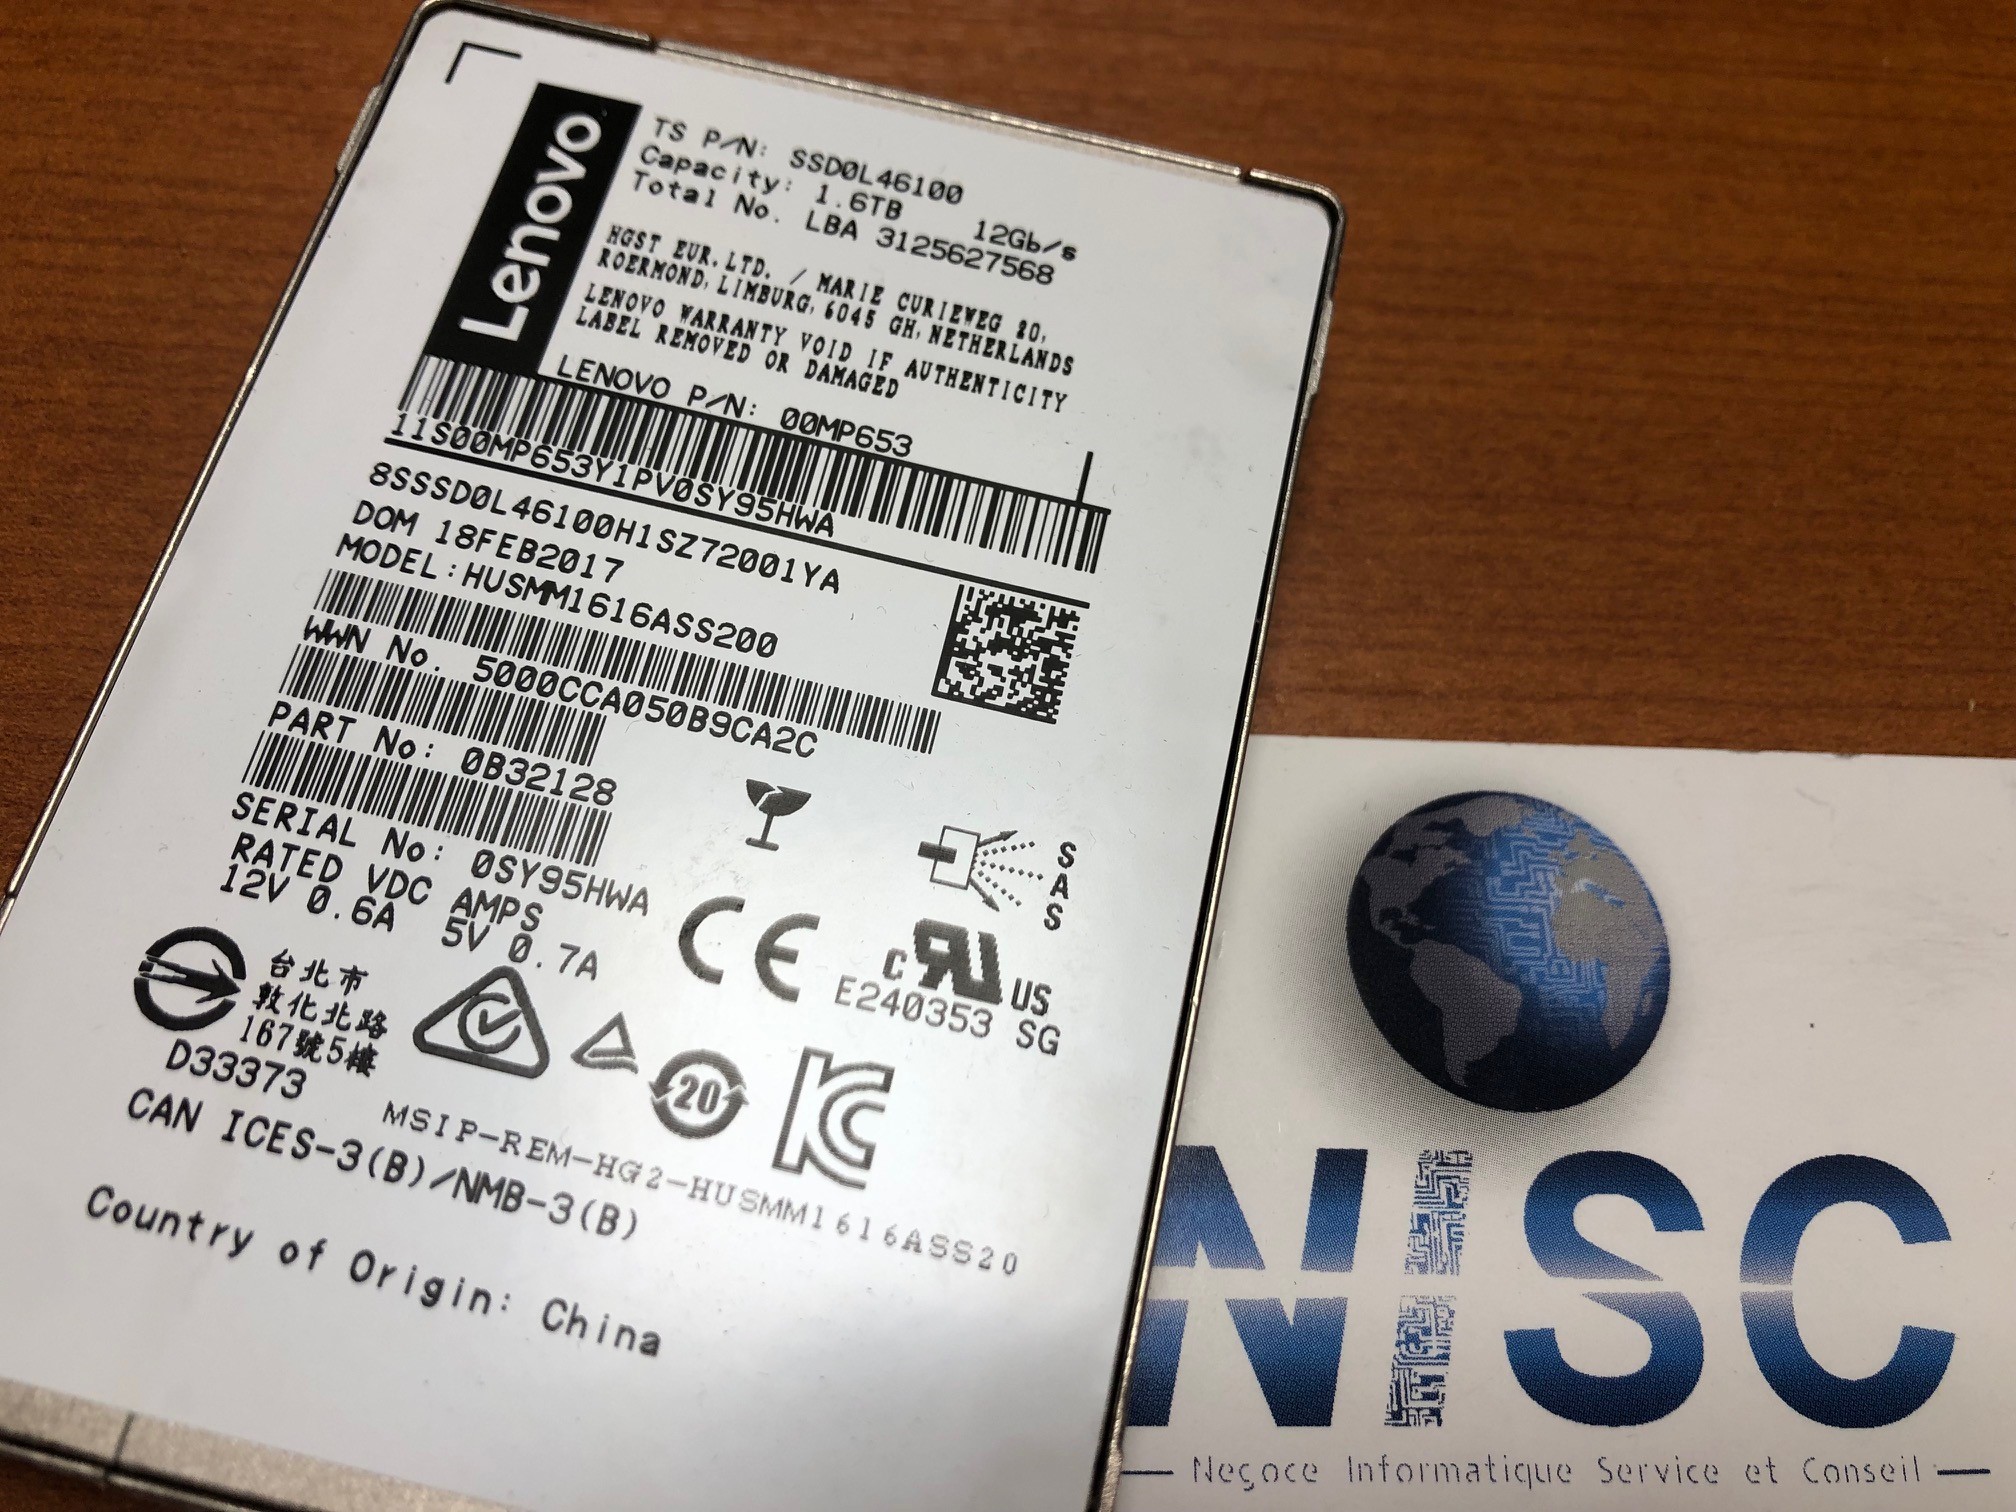 Lenovo
TS P/N: SSD0L46100
Capacity: 1.6TB 12Gb/s
Total No. LBA 3125627568
HGST EUR.LTD. / MARIE CURIEWEG 20,
ROERMOND, LIMBURG, 6045 GH, NETHERLANDS
LENOVO WARRANTY VOID IF AUTHENTICITY
LABEL REMOVED OR DAMAGED
LENOVO P/N: 00MP653
11S00MP653Y1PV0SY95HWA
8SSSD0L46100H1SZ72001YA
DOM 18FEB2017
MODEL:HUSMM1616ASS200
WWN No. 5000CCA050B9CA2C
PART No: 0B32128
SERIAL No: 0SY95HWA
RATED VDC AMPS
12V 0.6A 5V 0.7A
SAS
CE
c RU US
E240353 SG
台北市
敦化北路
167號5樓
D33373
20
KC
MSIP-REM-HG2-HUSMM1616ASS20
CAN ICES-3(B)/NMB-3(B)
Country of Origin: China
NISC
Negoce Informatique Service et Conseil